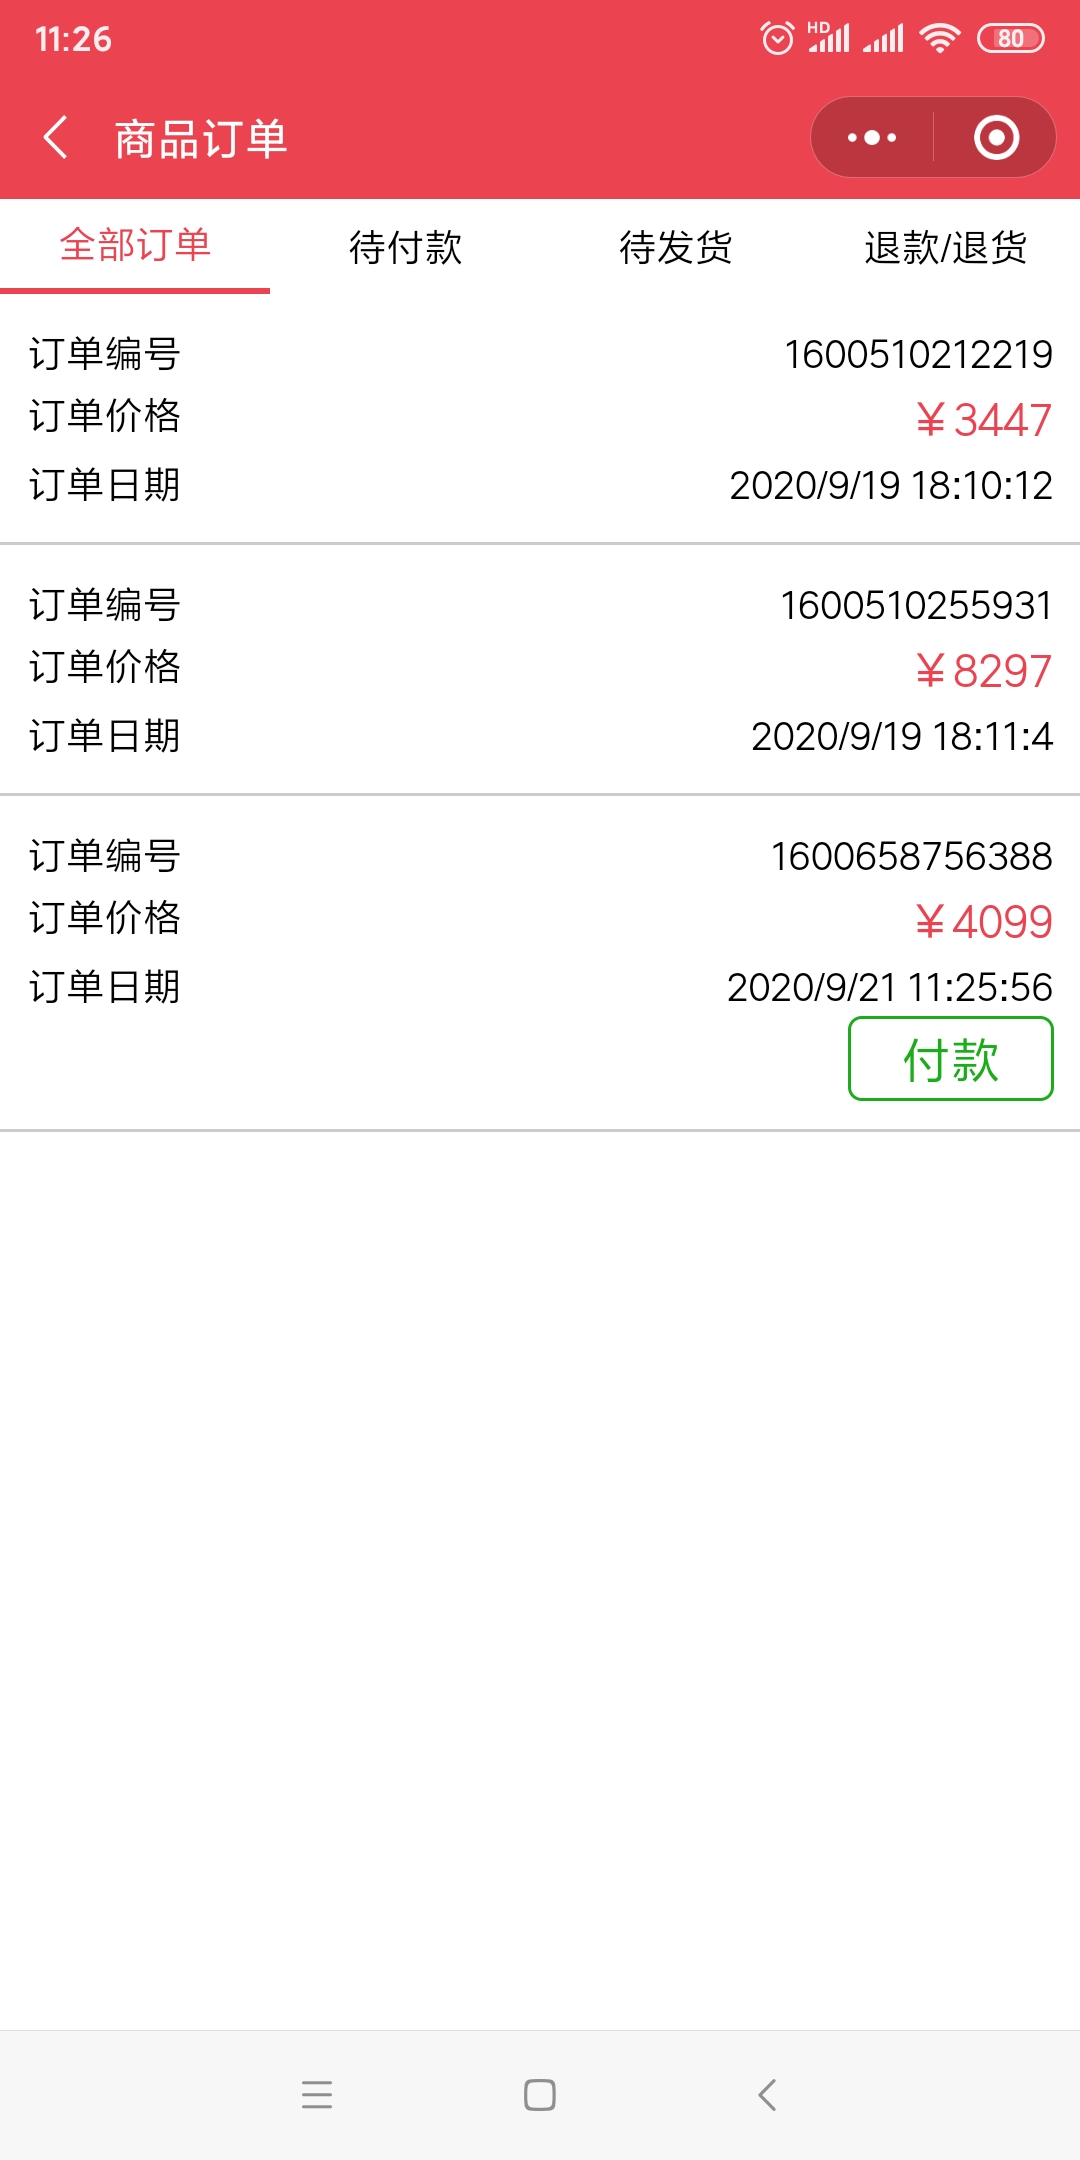 11:26 HD 80
商品订单
全部订单 待付款 待发货 退款/退货
订单编号 1600510212219
订单价格 ￥3447
订单日期 2020/9/19 18:10:12
订单编号 1600510255931
订单价格 ￥8297
订单日期 2020/9/19 18:11:4
订单编号 1600658756388
订单价格 ￥4099
订单日期 2020/9/21 11:25:56
付款